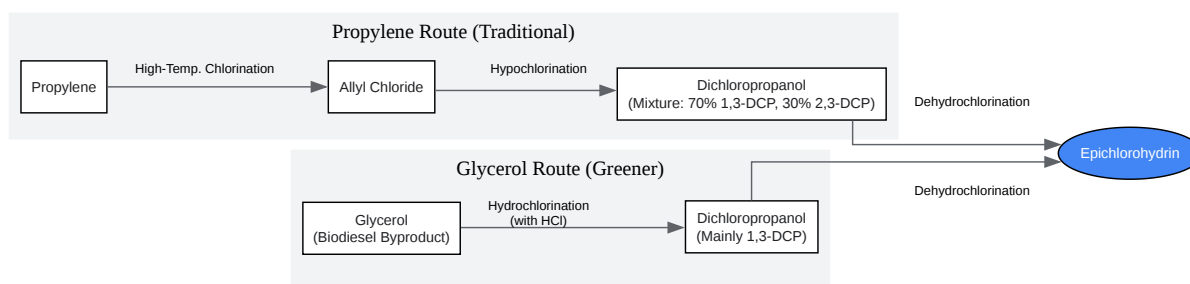 Propylene Route (Traditional)
Propylene
High-Temp. Chlorination
Allyl Chloride
Hypochlorination
Dichloropropanol
(Mixture: 70% 1,3-DCP, 30% 2,3-DCP)
Dehydrochlorination
Epichlorohydrin
Glycerol Route (Greener)
Glycerol
(Biodiesel Byproduct)
Hydrochlorination
(with HCl)
Dichloropropanol
(Mainly 1,3-DCP)
Dehydrochlorination